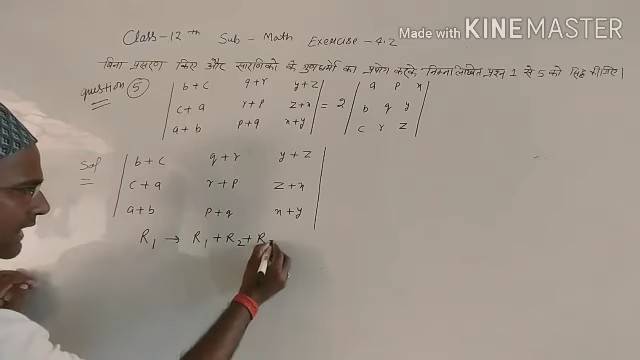 Made with KINEMASTER
Class-12th Sub-Math Exercise-4.2
बिना प्रसरण किए और सारणिकों के गुणधर्मों का प्रयोग करके निम्नलिखित प्रश्न 1 से 5 को सिद्ध कीजिए।
question ⑤ | b+c q+r y+z | | a p x |
| c+a r+p z+x | = 2 | b q y |
| a+b p+q x+y | | c r z |
Sol = | b+c q+r y+z |
| c+a r+p z+x |
| a+b p+q x+y |
R₁ → R₁ + R₂ + R